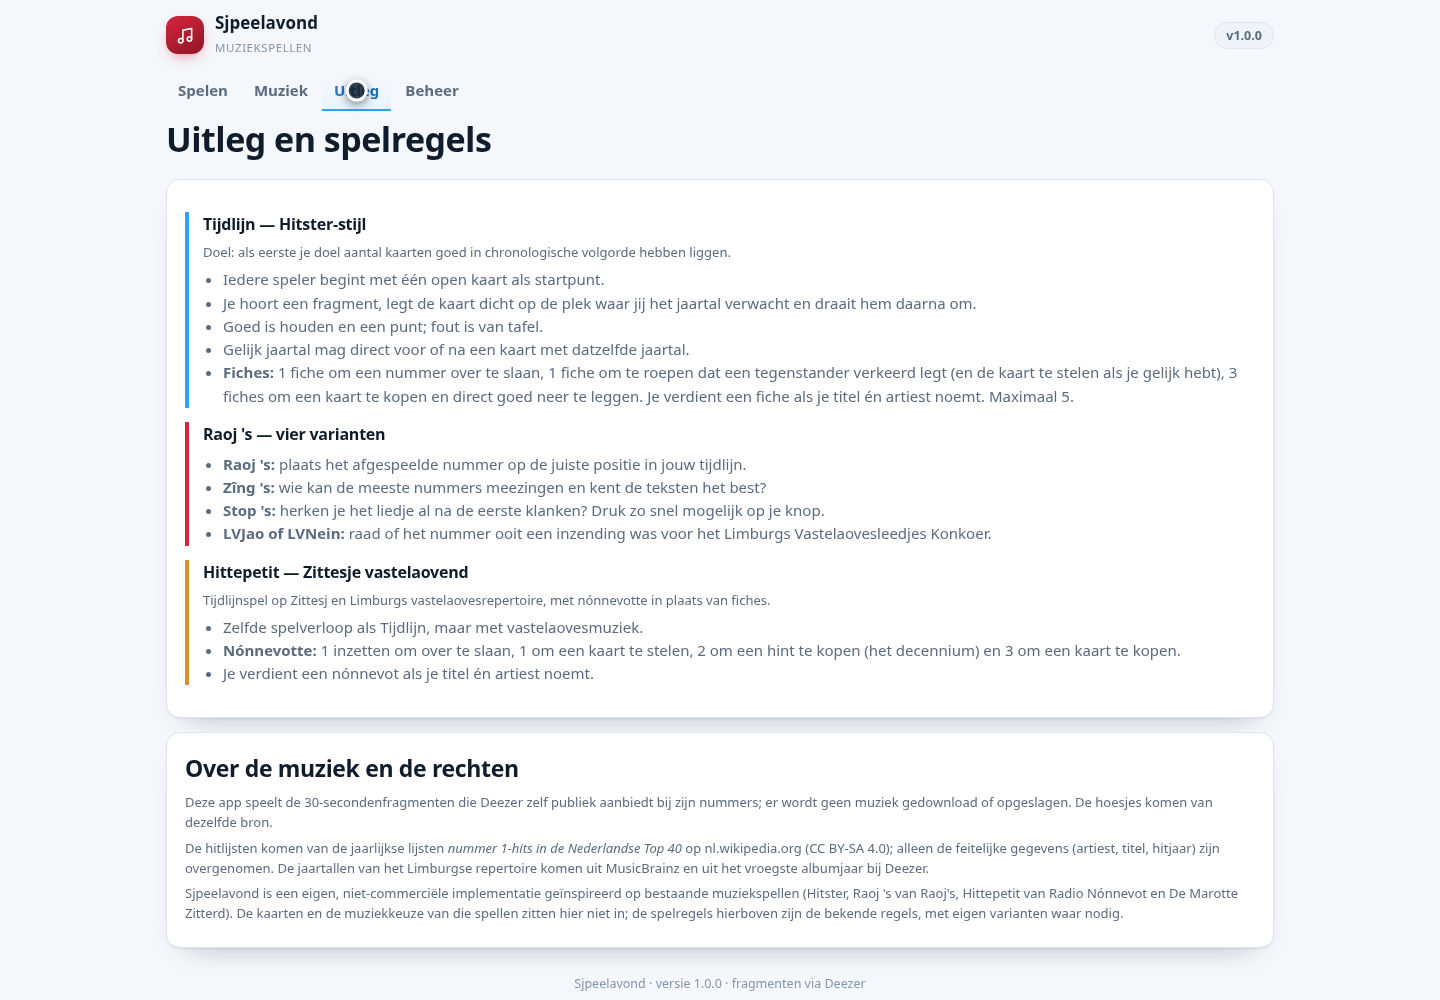 Sjpeelavond
MUZIEKSPELLEN
v1.0.0
Spelen Muziek Uitleg Beheer
Uitleg en spelregels
Tijdlijn — Hitster-stijl
Doel: als eerste je doel aantal kaarten goed in chronologische volgorde hebben liggen.
• Iedere speler begint met één open kaart als startpunt.
• Je hoort een fragment, legt de kaart dicht op de plek waar jij het jaartal verwacht en draait hem daarna om.
• Goed is houden en een punt; fout is van tafel.
• Gelijk jaartal mag direct voor of na een kaart met datzelfde jaartal.
• Fiches: 1 fiche om een nummer over te slaan, 1 fiche om te roepen dat een tegenstander verkeerd legt (en de kaart te stelen als je gelijk hebt), 3
fiches om een kaart te kopen en direct goed neer te leggen. Je verdient een fiche als je titel én artiest noemt. Maximaal 5.
Raoj 's — vier varianten
• Raoj 's: plaats het afgespeelde nummer op de juiste positie in jouw tijdlijn.
• Zîng 's: wie kan de meeste nummers meezingen en kent de teksten het best?
• Stop 's: herken je het liedje al na de eerste klanken? Druk zo snel mogelijk op je knop.
• LVJao of LVNein: raad of het nummer ooit een inzending was voor het Limburgs Vastelaovesleedjes Konkoer.
Hittepetit — Zittesje vastelaovend
Tijdlijnspel op Zittesj en Limburgs vastelaovesrepertoire, met nónnevotte in plaats van fiches.
• Zelfde spelverloop als Tijdlijn, maar met vastelaovesmuziek.
• Nónnevotte: 1 inzetten om over te slaan, 1 om een kaart te stelen, 2 om een hint te kopen (het decennium) en 3 om een kaart te kopen.
• Je verdient een nónnevot als je titel én artiest noemt.
Over de muziek en de rechten
Deze app speelt de 30-secondenfragmenten die Deezer zelf publiek aanbiedt bij zijn nummers; er wordt geen muziek gedownload of opgeslagen. De hoesjes komen van
dezelfde bron.
De hitlijsten komen van de jaarlijkse lijsten nummer 1-hits in de Nederlandse Top 40 op nl.wikipedia.org (CC BY-SA 4.0); alleen de feitelijke gegevens (artiest, titel, hitjaar) zijn
overgenomen. De jaartallen van het Limburgse repertoire komen uit MusicBrainz en uit het vroegste albumjaar bij Deezer.
Sjpeelavond is een eigen, niet-commerciële implementatie geïnspireerd op bestaande muziekspellen (Hitster, Raoj 's van Raoj's, Hittepetit van Radio Nónnevot en De Marotte
Zitterd). De kaarten en de muziekkeuze van die spellen zitten hier niet in; de spelregels hierboven zijn de bekende regels, met eigen varianten waar nodig.
Sjpeelavond · versie 1.0.0 · fragmenten via Deezer